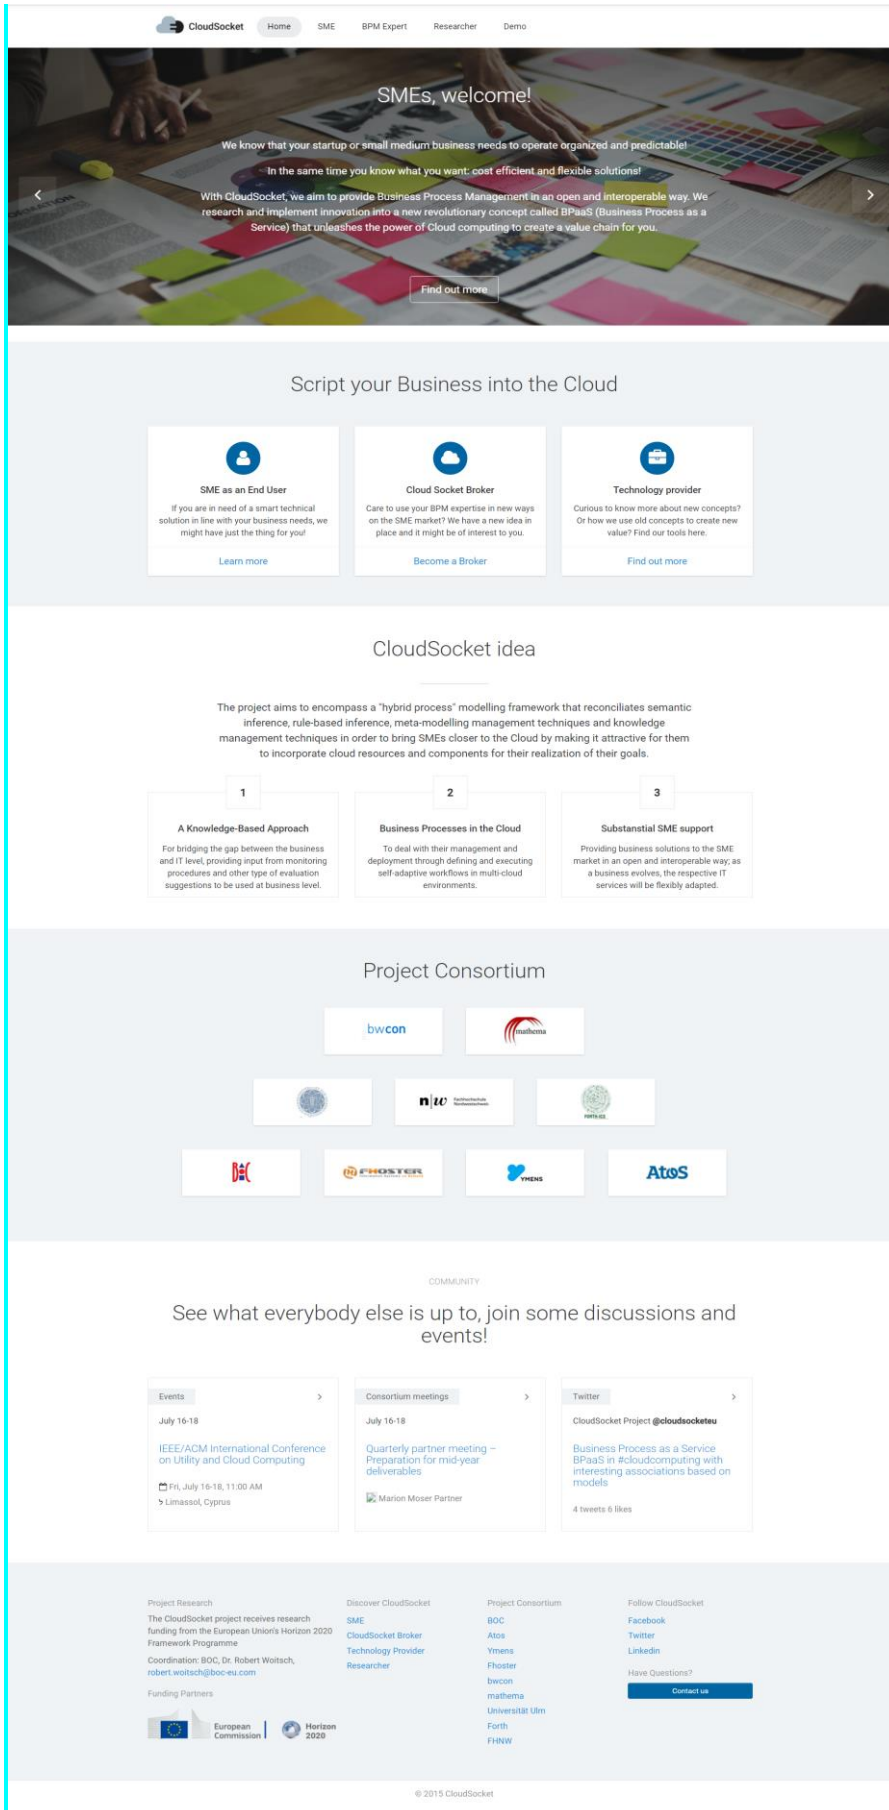 CloudSocket Home SME BPM Expert Researcher Demo
SMEs, welcome!
We know that your startup or small medium business needs to operate organized and predictable!
In the same time you know what you want: cost efficient and flexible solutions!
With CloudSocket, we aim to provide Business Process Management in an open and interoperable way. We
research and implement innovation into a new revolutionary concept called BPaaS (Business Process as a
Service) that unleashes the power of Cloud computing to create a value chain for you.
Find out more
Script your Business into the Cloud
SME as an End User
If you are in need of a smart technical
solution in line with your business needs, we
might have just the thing for you!
Learn more
Cloud Socket Broker
Care to use your BPM expertise in new ways
on the SME market? We have a new idea in
place and it might be of interest to you.
Become a Broker
Technology provider
Curious to know more about new concepts?
Or how we use old concepts to create new
value? Find our tools here.
Find out more
CloudSocket idea
The project aims to encompass a "hybrid process" modelling framework that reconciliates semantic
inference, rule-based inference, meta-modelling management techniques and knowledge
management techniques in order to bring SMEs closer to the Cloud by making it attractive for them
to incorporate cloud resources and components for their realization of their goals.
1
A Knowledge-Based Approach
For bridging the gap between the business
and IT level, providing input from monitoring
procedures and other type of evaluation
suggestions to be used at business level.
2
Business Processes in the Cloud
To deal with their management and
deployment through defining and executing
self-adaptive workflows in multi-cloud
environments.
3
Substanstial SME support
Providing business solutions to the SME
market in an open and interoperable way; as
a business evolves, the respective IT
services will be flexibly adapted.
Project Consortium
bwcon
mathema
n|w Fachhochschule
Nordwestschweiz
FORTH-ICS
BOC
FHOSTER
YMENS
Atos
COMMUNITY
See what everybody else is up to, join some discussions and
events!
Events
July 16-18
IEEE/ACM International Conference
on Utility and Cloud Computing
Fri, July 16-18, 11:00 AM
Limassol, Cyprus
Consortium meetings
July 16-18
Quarterly partner meeting –
Preparation for mid-year
deliverables
Marion Moser Partner
Twitter
CloudSocket Project @cloudsocketeu
Business Process as a Service
BPaaS in #cloudcomputing with
interesting associations based on
models
4 tweets 6 likes
Project Research
The CloudSocket project receives research
funding from the European Union's Horizon 2020
Framework Programme
Coordination: BOC, Dr. Robert Woitsch,
robert.woitsch@boc-eu.com
Funding Partners
European
Commission
Horizon
2020
Discover CloudSocket
SME
CloudSocket Broker
Technology Provider
Researcher
Project Consortium
BOC
Atos
Ymens
Fhoster
bwcon
mathema
Universität Ulm
Forth
FHNW
Follow CloudSocket
Facebook
Twitter
Linkedin
Have Questions?
Contact us
© 2015 CloudSocket